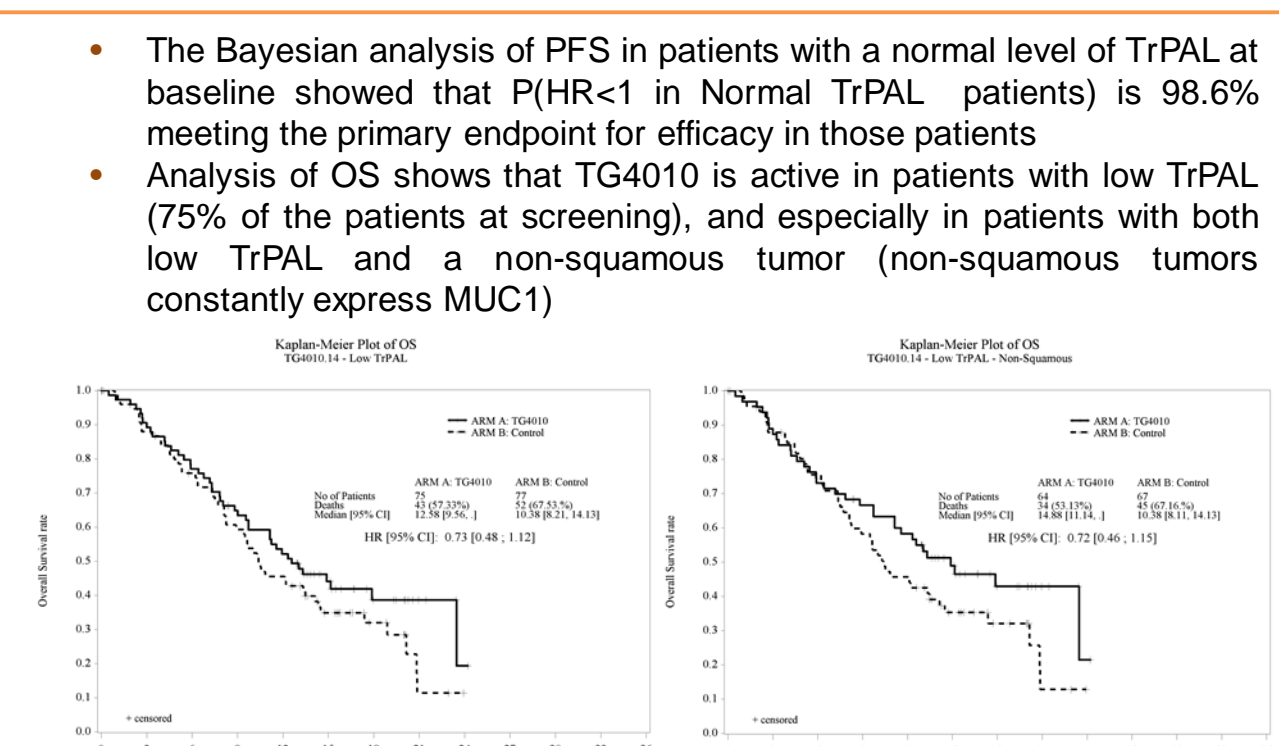 • The Bayesian analysis of PFS in patients with a normal level of TrPAL at
baseline showed that P(HR<1 in Normal TrPAL patients) is 98.6%
meeting the primary endpoint for efficacy in those patients
• Analysis of OS shows that TG4010 is active in patients with low TrPAL
(75% of the patients at screening), and especially in patients with both
low TrPAL and a non-squamous tumor (non-squamous tumors
constantly express MUC1)
Kaplan-Meier Plot of OS
TG4010.14 - Low TrPAL
1.0
0.9
0.8
0.7
0.6
0.5
0.4
0.3
0.2
0.1
0.0
Overall Survival rate
ARM A: TG4010
ARM B: Control
ARM A: TG4010 ARM B: Control
No of Patients 75 77
Deaths 43 (57.33%) 52 (67.53.%)
Median [95% CI] 12.58 [9.56, .] 10.38 [8.21, 14.13]
HR [95% CI]: 0.73 [0.48 ; 1.12]
+ censored
Kaplan-Meier Plot of OS
TG4010.14 - Low TrPAL - Non-Squamous
1.0
0.9
0.8
0.7
0.6
0.5
0.4
0.3
0.2
0.1
0.0
Overall Survival rate
ARM A: TG4010
ARM B: Control
ARM A: TG4010 ARM B: Control
No of Patients 64 67
Deaths 34 (53.13%) 45 (67.16.%)
Median [95% CI] 14.88 [11.14, .] 10.38 [8.11, 14.13]
HR [95% CI]: 0.72 [0.46 ; 1.15]
+ censored